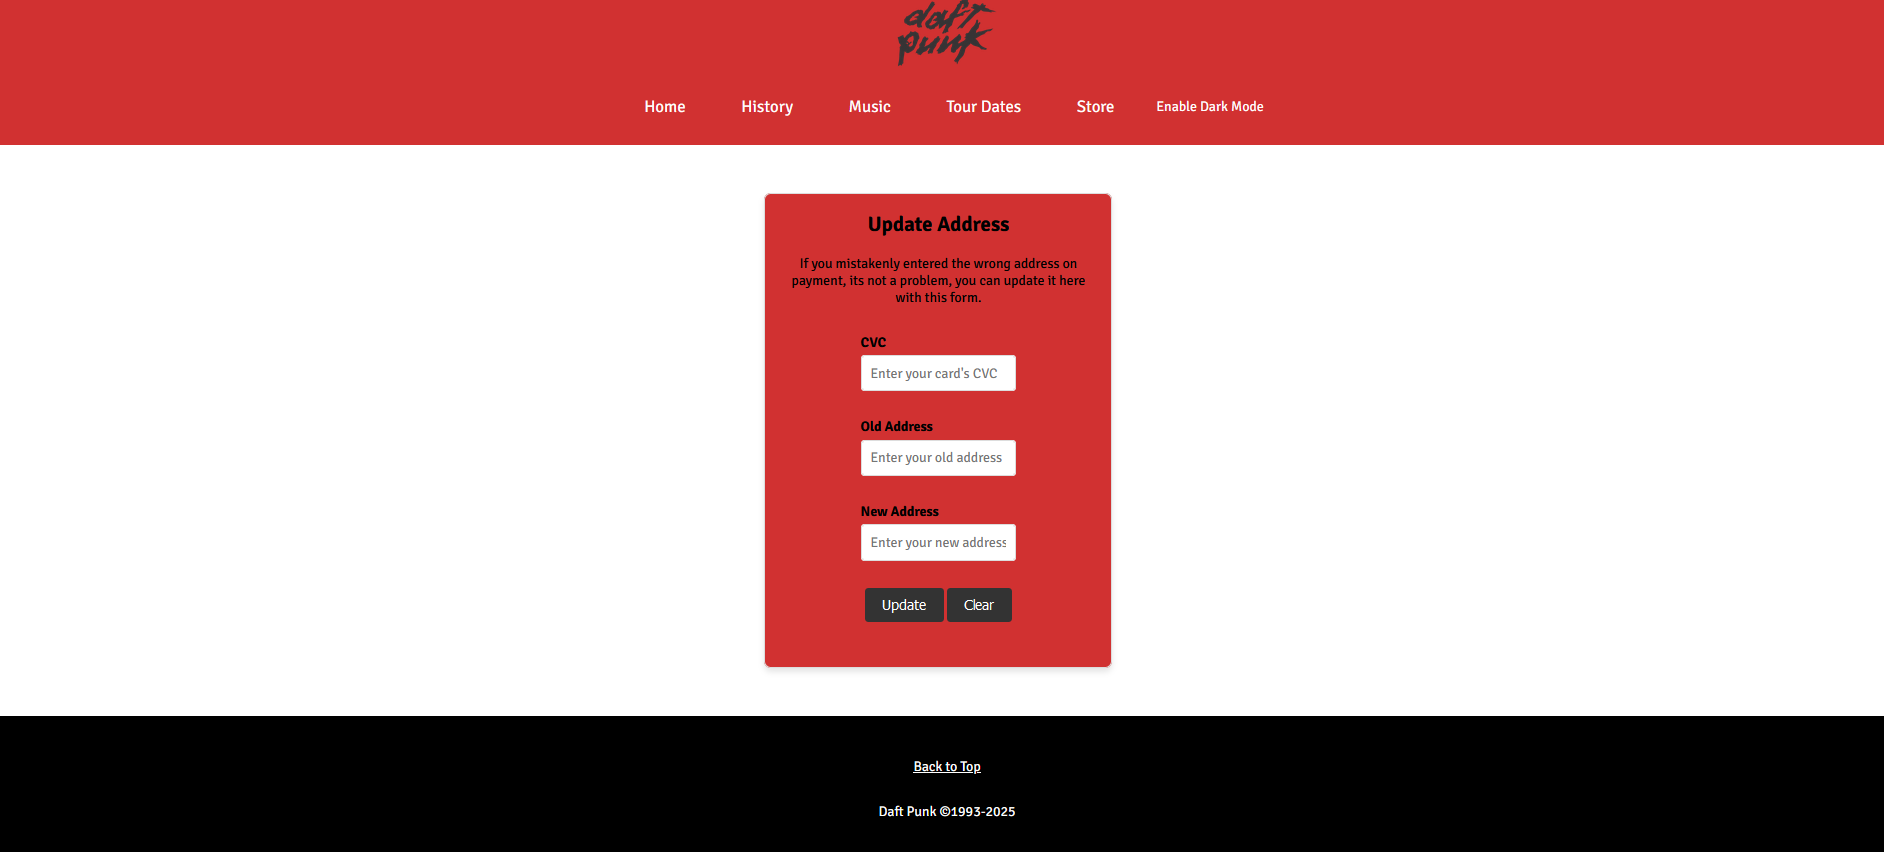 daft
punk
Home History Music Tour Dates Store Enable Dark Mode
Update Address
If you mistakenly entered the wrong address on
payment, its not a problem, you can update it here
with this form.
CVC
Enter your card's CVC
Old Address
Enter your old address
New Address
Enter your new address
Update Clear
Back to Top
Daft Punk ©1993-2025